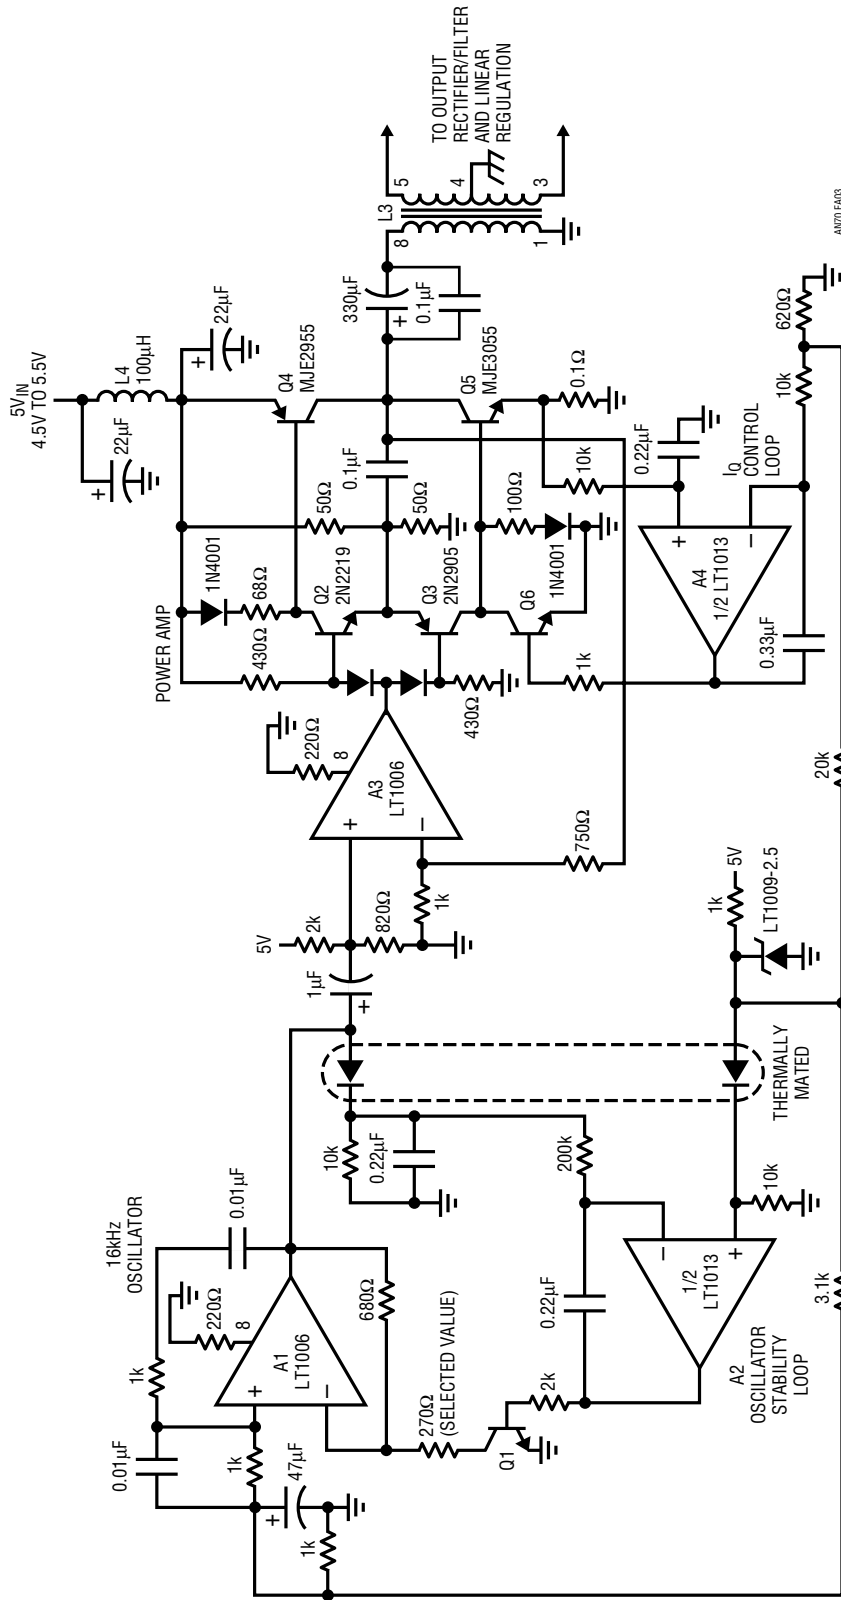 5VIN
4.5V TO 5.5V
L4
100µH
22µF
+
22µF
+
POWER AMP
1N4001
68Ω
430Ω
50Ω
Q4
MJE2955
330µF
+
0.1µF
L3
8
1
5
4
3
TO OUTPUT
RECTIFIER/FILTER
AND LINEAR
REGULATION
Q2
2N2219
50Ω
0.1µF
Q3
2N2905
Q5
MJE3055
0.1Ω
430Ω
220Ω
8
A3
LT1006
+
−
Q6
100Ω
1N4001
10k
0.22µF
1k
750Ω
A4
1/2 LT1013
+
−
IQ
CONTROL
LOOP
10k
620Ω
0.33µF
AN70 FA03
5V
2k
820Ω
1k
1µF
+
16kHz
OSCILLATOR
0.01µF
220Ω
8
1k
A1
LT1006
+
−
680Ω
0.01µF
1k
47µF
+
1k
270Ω
(SELECTED VALUE)
Q1
2k
10k
0.22µF
200k
0.22µF
THERMALLY
MATED
1k
5V
LT1009-2.5
10k
1/2
LT1013
−
+
A2
OSCILLATOR
STABILITY
LOOP
20k
3.1k